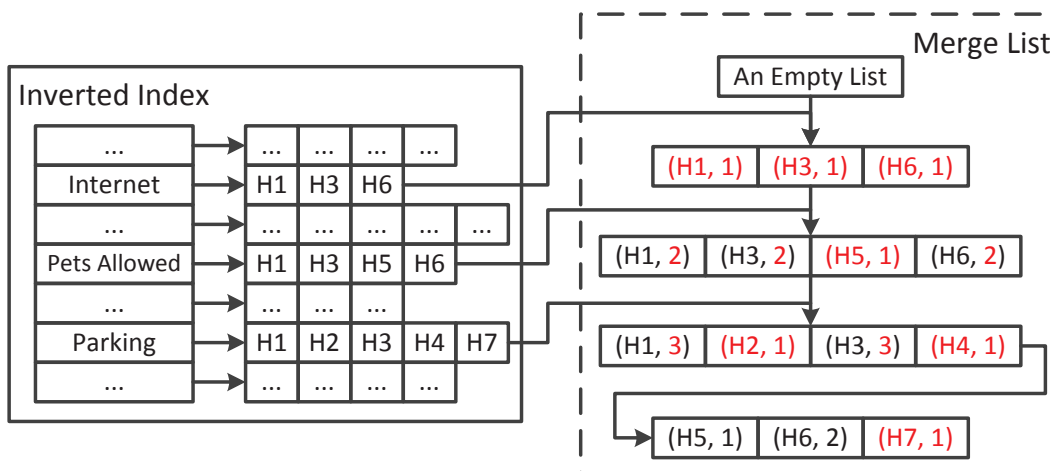 Merge List
An Empty List
Inverted Index
... ... ... ... ...
Internet H1 H3 H6
... ... ... ... ... ...
Pets Allowed H1 H3 H5 H6
... ... ... ...
Parking H1 H2 H3 H4 H7
... ... ... ... ...
(H1, 1) (H3, 1) (H6, 1)
(H1, 2) (H3, 2) (H5, 1) (H6, 2)
(H1, 3) (H2, 1) (H3, 3) (H4, 1)
(H5, 1) (H6, 2) (H7, 1)